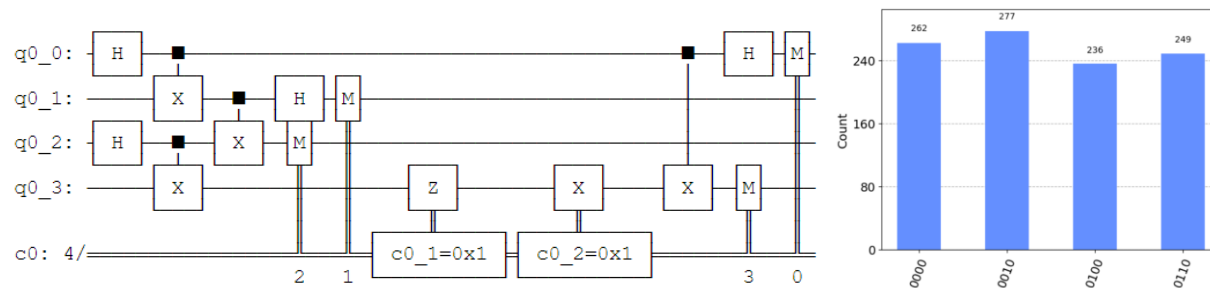 q0_0: H ■ ■ H M
q0_1: X ■ H M
q0_2: H ■ X M
q0_3: X Z X X M
c0: 4/ c0_1=0x1 c0_2=0x1
2 1 3 0
262 277 236 249
Count
240
160
80
0
0000 0010 0100 0110